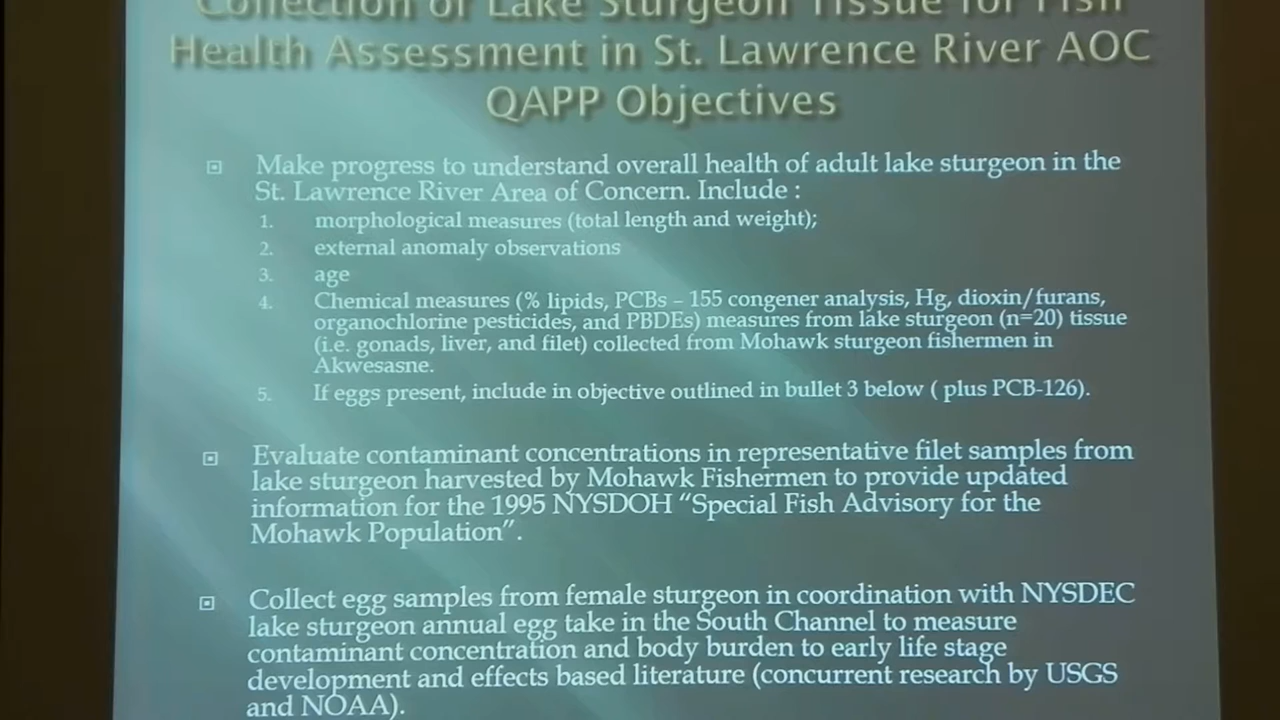 Collection of Lake Sturgeon Tissue for Fish
Health Assessment in St. Lawrence River AOC
QAPP Objectives
Make progress to understand overall health of adult lake sturgeon in the
St. Lawrence River Area of Concern. Include :
1. morphological measures (total length and weight);
2. external anomaly observations
3. age
4. Chemical measures (% lipids, PCBs – 155 congener analysis, Hg, dioxin/furans,
organochlorine pesticides, and PBDEs) measures from lake sturgeon (n=20) tissue
(i.e. gonads, liver, and filet) collected from Mohawk sturgeon fishermen in
Akwesasne.
5. If eggs present, include in objective outlined in bullet 3 below ( plus PCB-126).
Evaluate contaminant concentrations in representative filet samples from
lake sturgeon harvested by Mohawk Fishermen to provide updated
information for the 1995 NYSDOH “Special Fish Advisory for the
Mohawk Population”.
Collect egg samples from female sturgeon in coordination with NYSDEC
lake sturgeon annual egg take in the South Channel to measure
contaminant concentration and body burden to early life stage
development and effects based literature (concurrent research by USGS
and NOAA).